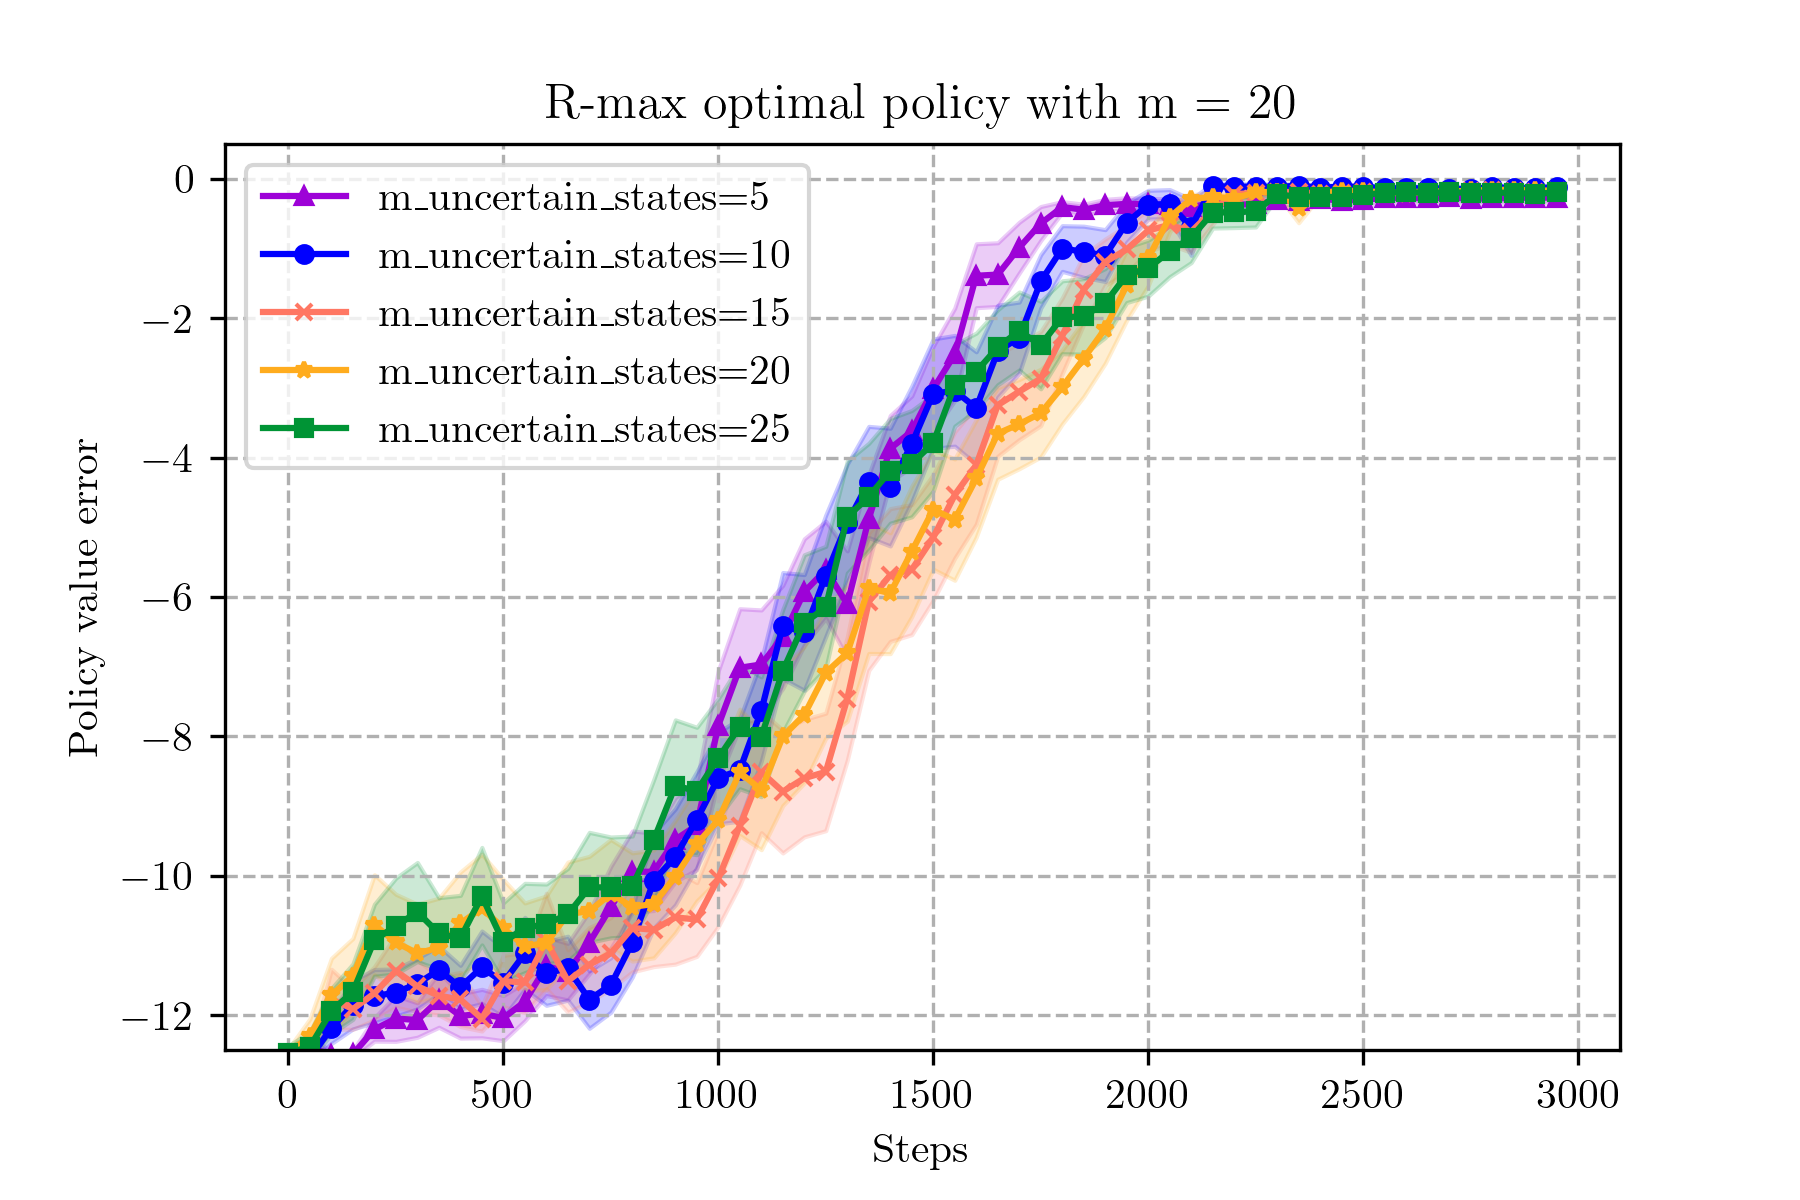 R-max optimal policy with m = 20
0
−2
−4
−6
−8
−10
−12
Policy value error
m_uncertain_states=5
m_uncertain_states=10
m_uncertain_states=15
m_uncertain_states=20
m_uncertain_states=25
0 500 1000 1500 2000 2500 3000
Steps